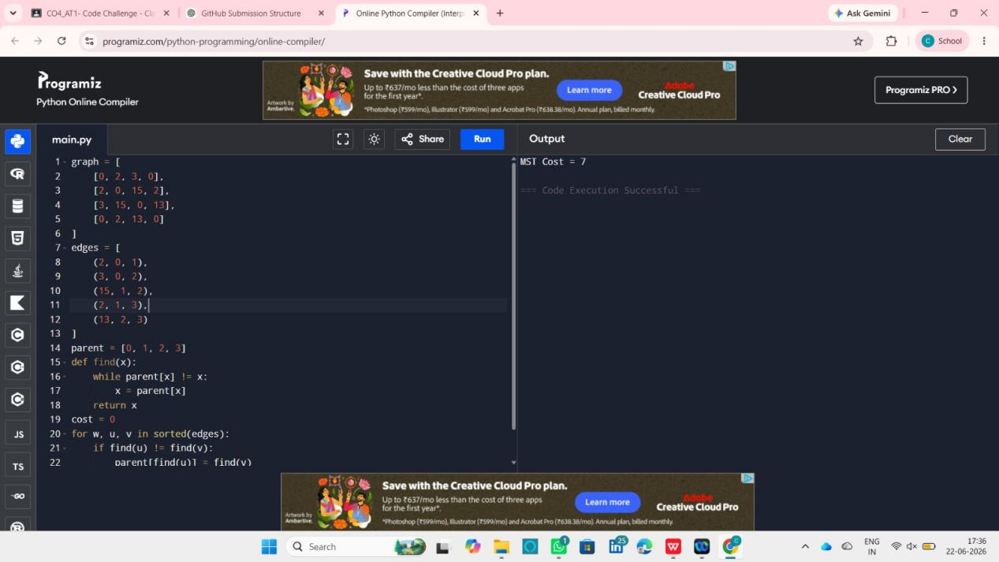 CO4_AT1- Code Challenge - Cla
GitHub Submission Structure
Online Python Compiler (Interp
Ask Gemini
programiz.com/python-programming/online-compiler/
C School
Programiz
Python Online Compiler
Artwork by
Ambartive.
Save with the Creative Cloud Pro plan.
Up to ₹637/mo less than the cost of three apps
for the first year*.
*Photoshop (₹599/mo), Illustrator (₹599/mo) and Acrobat Pro (₹638.38/mo). Annual plan, billed monthly.
Learn more
Adobe
Creative Cloud Pro
Programiz PRO >
main.py
Share
Run
Output
Clear
1 graph = [
2 [0, 2, 3, 0],
3 [2, 0, 15, 2],
4 [3, 15, 0, 13],
5 [0, 2, 13, 0]
6 ]
7 edges = [
8 (2, 0, 1),
9 (3, 0, 2),
10 (15, 1, 2),
11 (2, 1, 3),
12 (13, 2, 3)
13 ]
14 parent = [0, 1, 2, 3]
15 def find(x):
16 while parent[x] != x:
17 x = parent[x]
18 return x
19 cost = 0
20 for w, u, v in sorted(edges):
21 if find(u) != find(v):
22 parent[find(u)] = find(v)
MST Cost = 7
=== Code Execution Successful ===
JS
TS
GO
Artwork by
Ambartive.
Save with the Creative Cloud Pro plan.
Up to ₹637/mo less than the cost of three apps
for the first year*.
*Photoshop (₹599/mo), Illustrator (₹599/mo) and Acrobat Pro (₹638.38/mo). Annual plan, billed monthly.
Learn more
Adobe
Creative Cloud Pro
Search
1
25
ENG
IN
17:36
22-06-2026